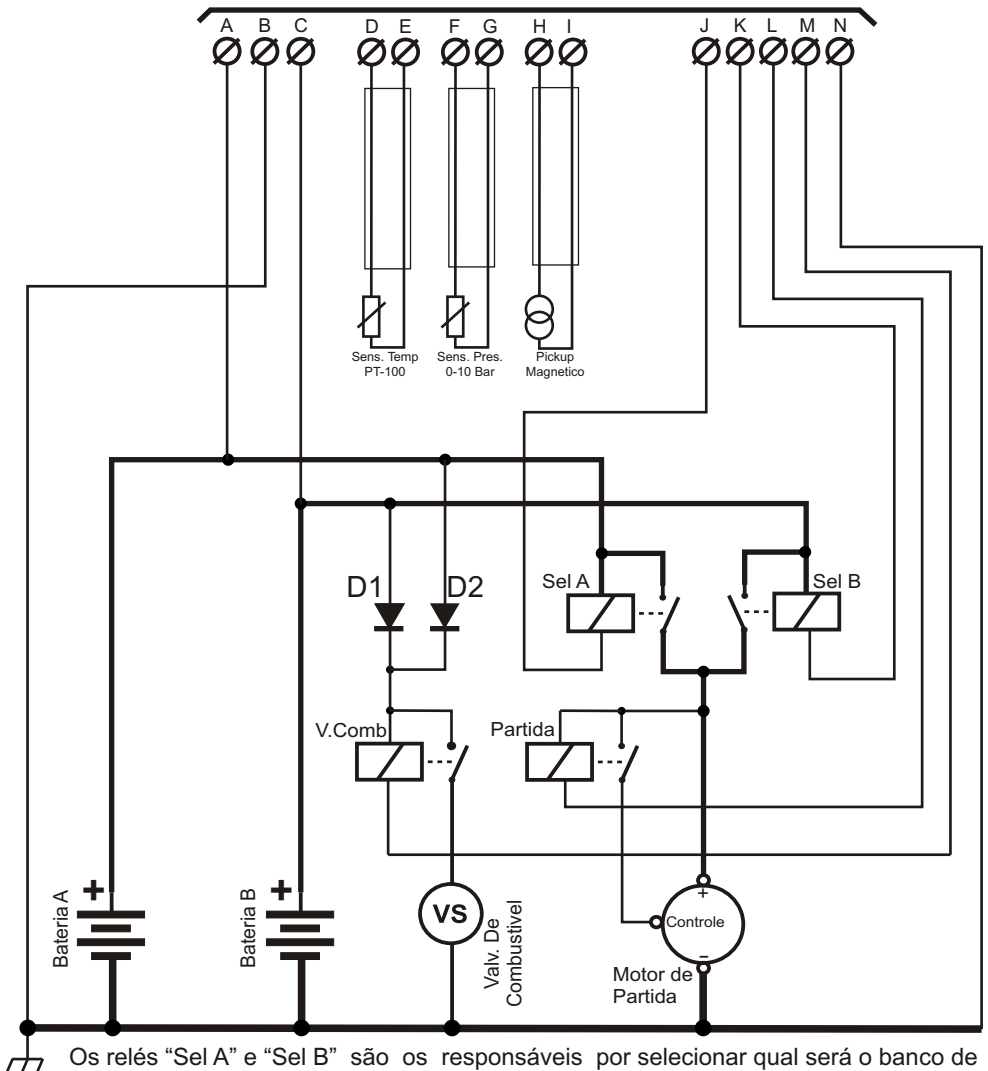 A B C D E F G H I J K L M N
Sens. Temp
PT-100
Sens. Pres.
0-10 Bar
Pickup
Magnetico
D1
D2
Sel A
Sel B
V.Comb
Partida
Bateria A
+
Bateria B
+
VS
Valv. De
Combustivel
+
Controle
−
Motor de
Partida
Os relés “Sel A” e “Sel B” são os responsáveis por selecionar qual será o banco de